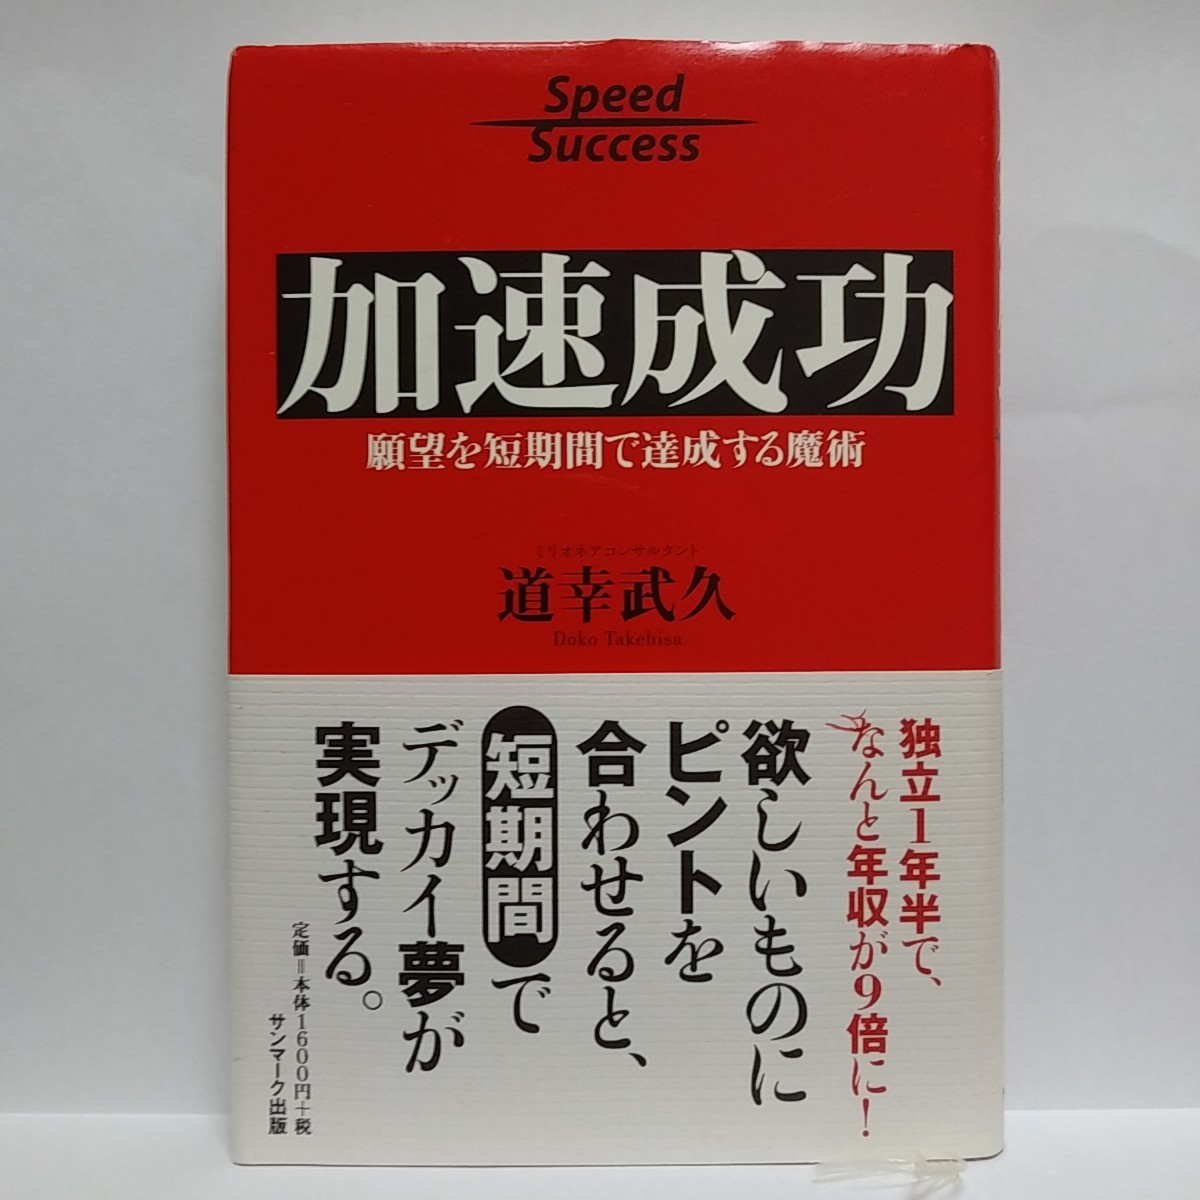 Speed
Success
加速成功
願望を短期間で達成する魔術
ミリオネアコンサルタント
道幸武久
Doko Takehisa
独立1年半で、
なんと年収が9倍に!
欲しいものに
ピントを
合わせると、
短期間で
デッカイ夢が
実現する。
定価=本体1600円+税
サンマーク出版